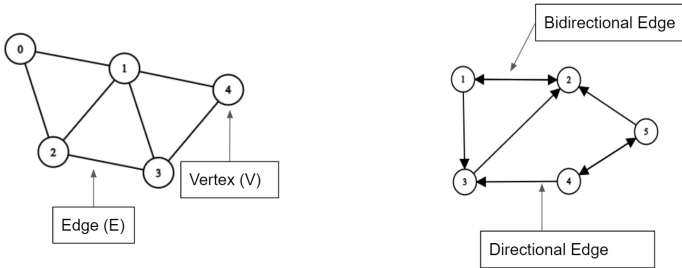 Bidirectional Edge
0
1
4
2
3
Vertex (V)
Edge (E)
1
2
5
3
4
Directional Edge